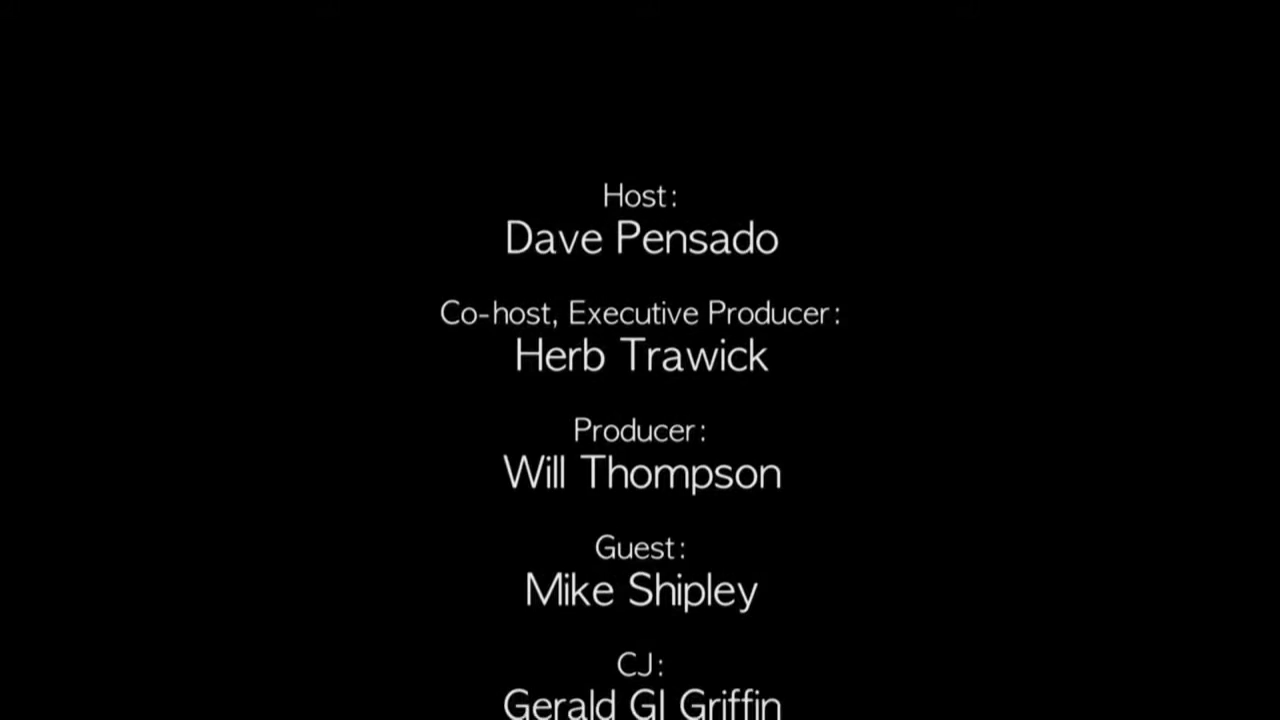 Host:
Dave Pensado
Co-host, Executive Producer:
Herb Trawick
Producer:
Will Thompson
Guest:
Mike Shipley
CJ:
Gerald GI Griffin